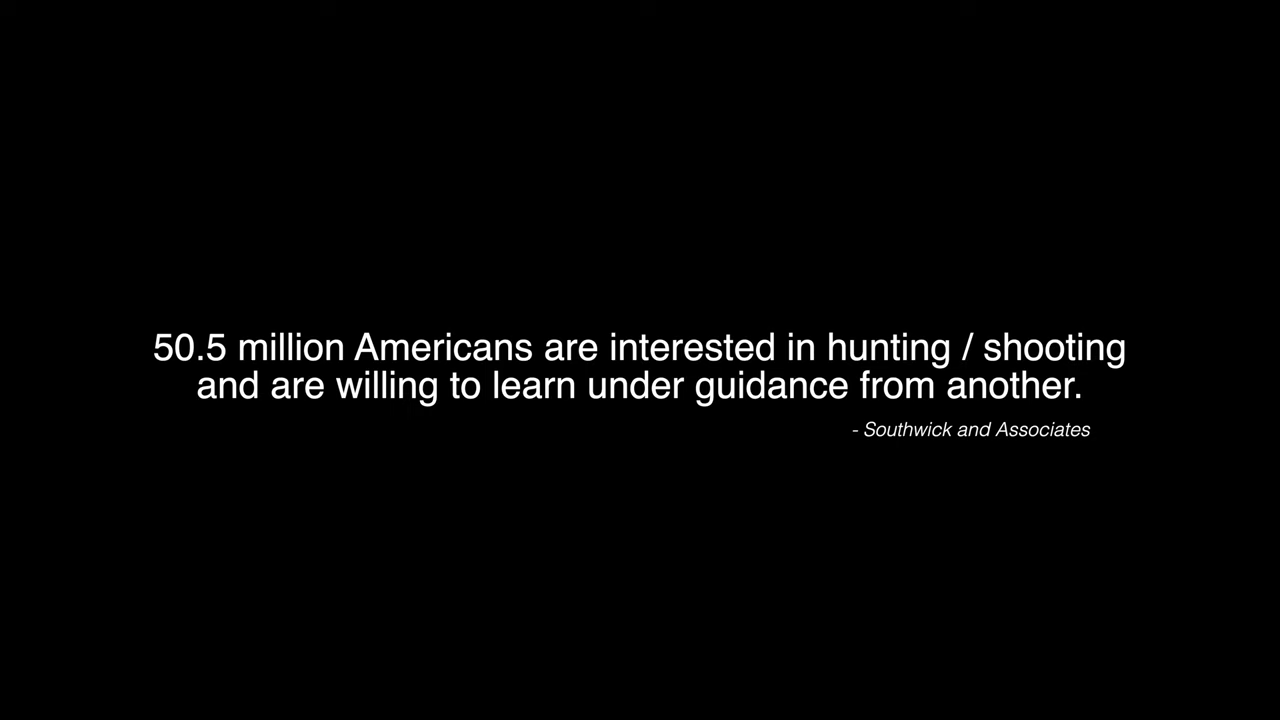 50.5 million Americans are interested in hunting / shooting
and are willing to learn under guidance from another.
- Southwick and Associates